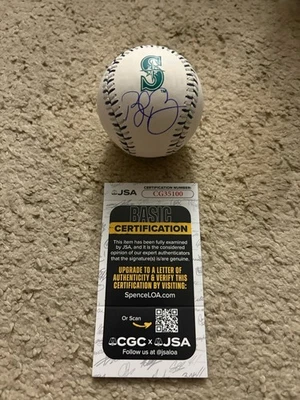 S
JSA
CERTIFICATION NUMBER
CG35100
BASIC
CERTIFICATION
This item has been fully examined
by JSA, and it is the considered
opinion of our expert authenticators
that the signature(s) is/are genuine.
UPGRADE TO A LETTER OF
AUTHENTICITY & VERIFY THIS
CERTIFICATION BY VISITING:
SpenceLOA.com
Or Scan
CGC x JSA
Follow us at @jsaloa